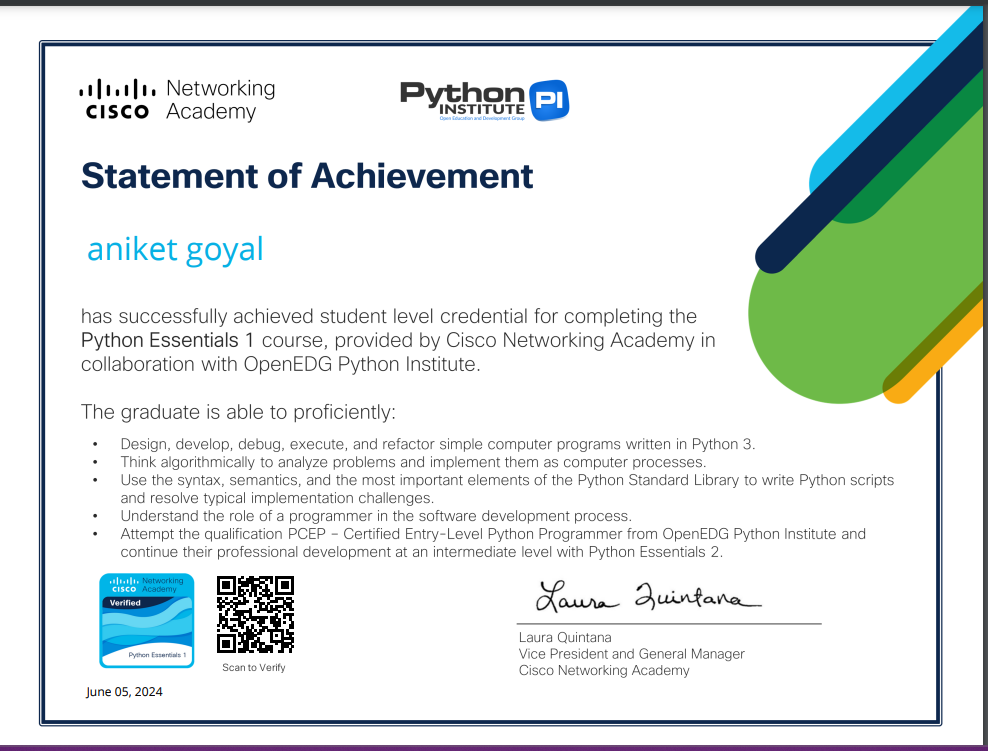 CISCO Networking Academy
Python INSTITUTE PI
Open Education and Development Group
Statement of Achievement
aniket goyal
has successfully achieved student level credential for completing the
Python Essentials 1 course, provided by Cisco Networking Academy in
collaboration with OpenEDG Python Institute.
The graduate is able to proficiently:
• Design, develop, debug, execute, and refactor simple computer programs written in Python 3.
• Think algorithmically to analyze problems and implement them as computer processes.
• Use the syntax, semantics, and the most important elements of the Python Standard Library to write Python scripts
and resolve typical implementation challenges.
• Understand the role of a programmer in the software development process.
• Attempt the qualification PCEP – Certified Entry-Level Python Programmer from OpenEDG Python Institute and
continue their professional development at an intermediate level with Python Essentials 2.
CISCO Networking Academy
Verified
Python Essentials 1
Scan to Verify
June 05, 2024
Laura Quintana
Laura Quintana
Vice President and General Manager
Cisco Networking Academy